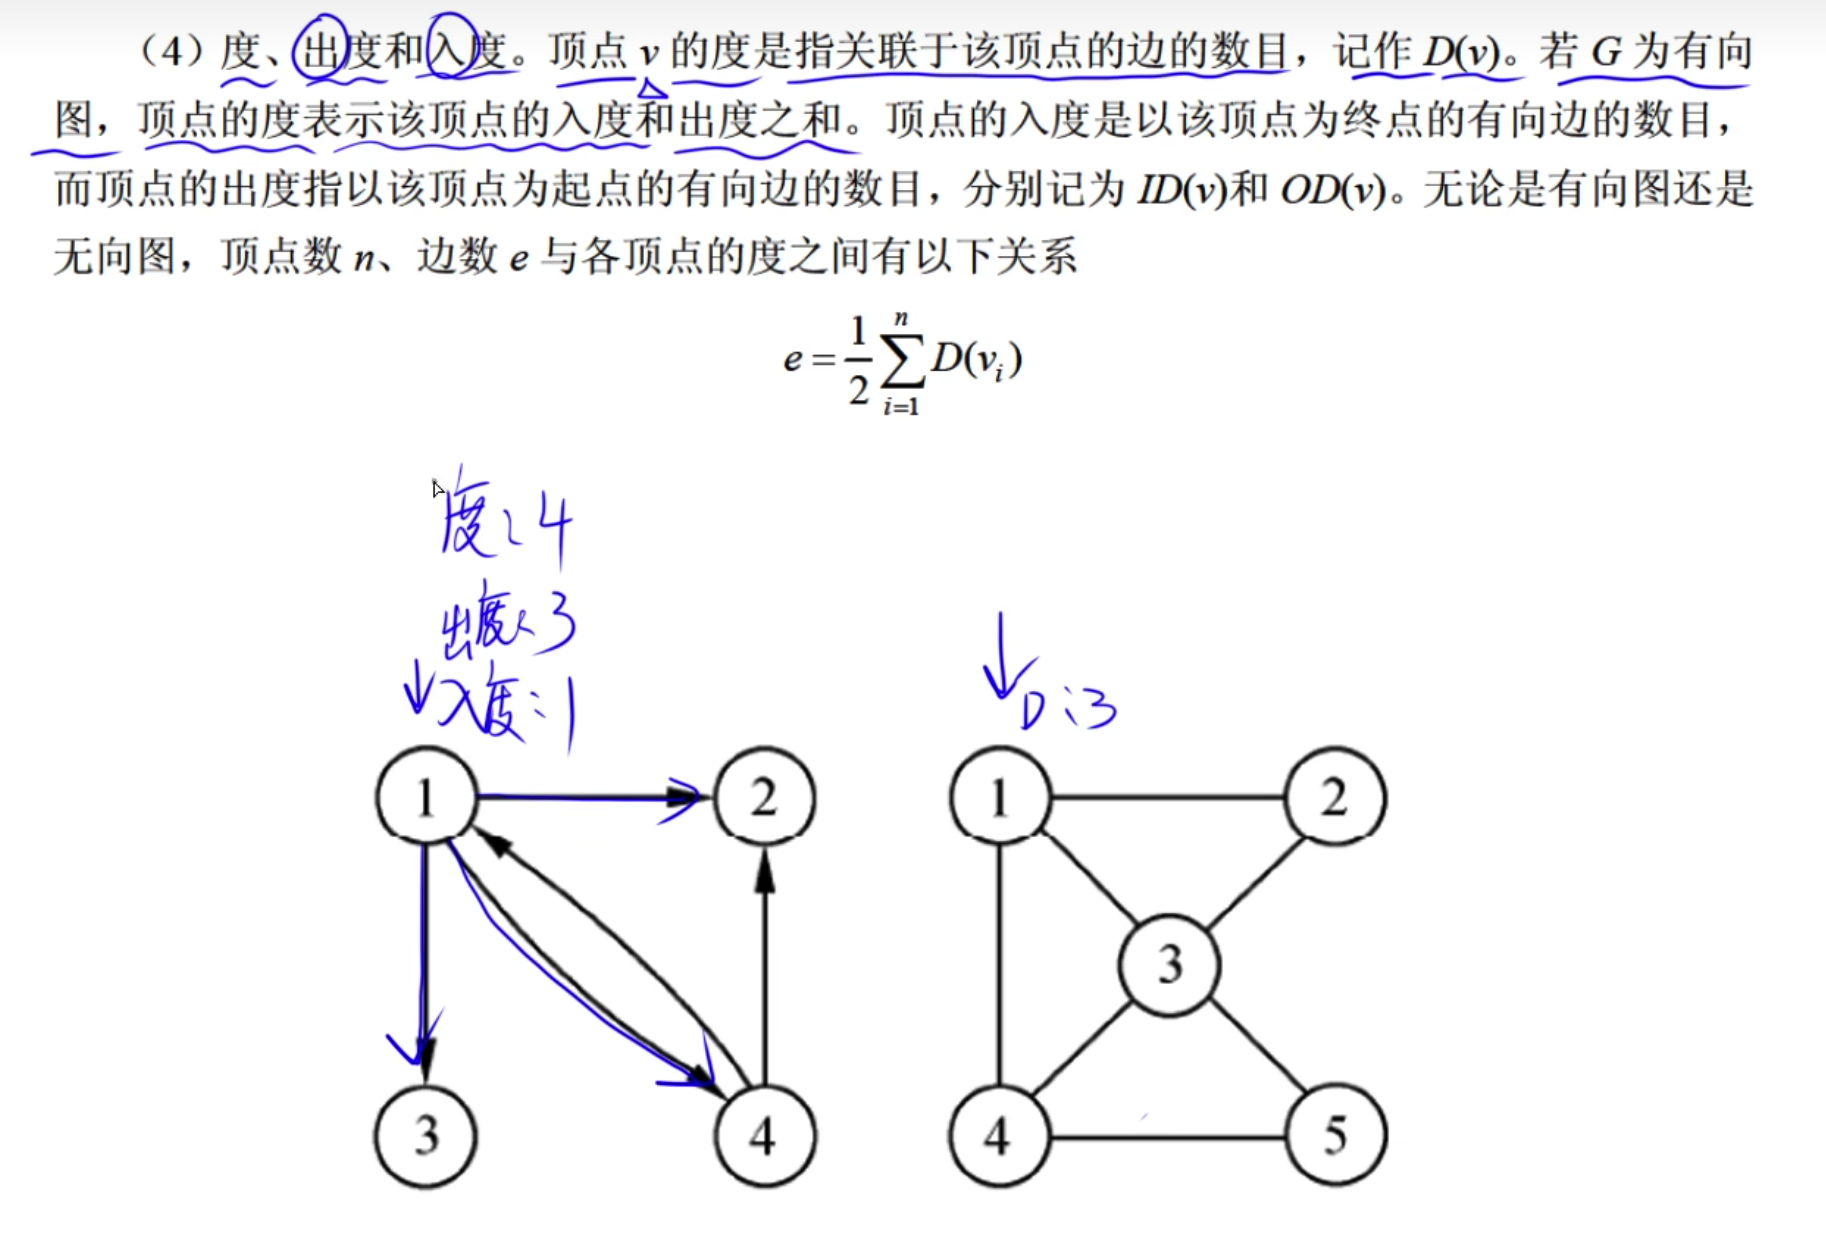 （4）度、出度和入度。顶点 v 的度是指关联于该顶点的边的数目，记作 D(v)。若 G 为有向
图，顶点的度表示该顶点的入度和出度之和。顶点的入度是以该顶点为终点的有向边的数目，
而顶点的出度指以该顶点为起点的有向边的数目，分别记为 ID(v)和 OD(v)。无论是有向图还是
无向图，顶点数 n、边数 e 与各顶点的度之间有以下关系
e = \frac{1}{2} \sum_{i=1}^{n} D(v_i)
度：4
出度：3
入度：1
D：3
1 2 1 2
3
3 4 4 5